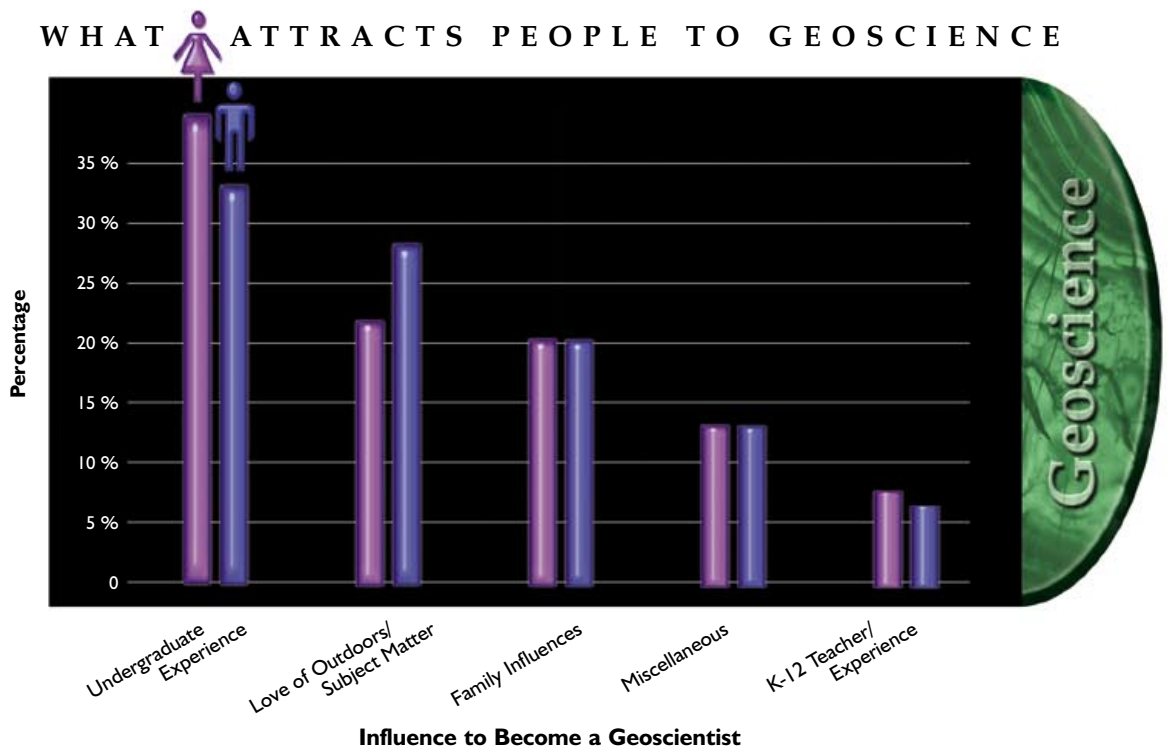 WHAT ATTRACTS PEOPLE TO GEOSCIENCE
35 %
30 %
25 %
20 %
15 %
10 %
5 %
0
Percentage
Undergraduate
Experience
Love of Outdoors/
Subject Matter
Family Influences
Miscellaneous
K-12 Teacher/
Experience
Influence to Become a Geoscientist
Geoscience